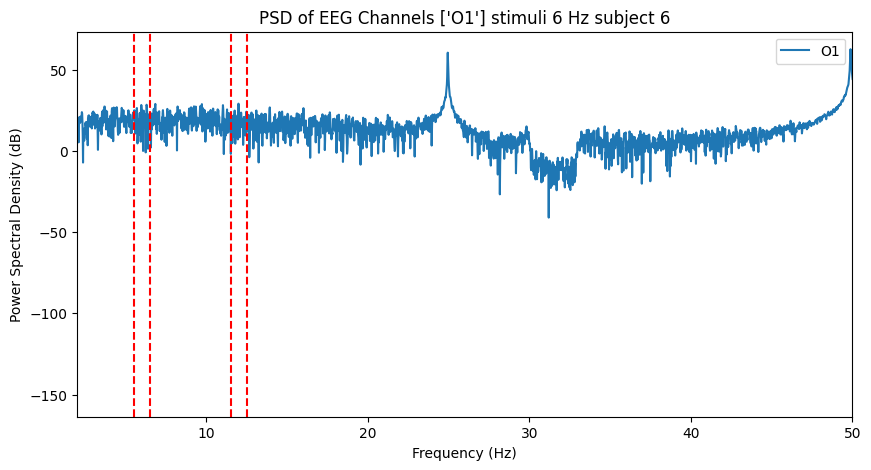 PSD of EEG Channels ['O1'] stimuli 6 Hz subject 6
O1
Power Spectral Density (dB)
50
0
−50
−100
−150
10
20
30
40
50
Frequency (Hz)